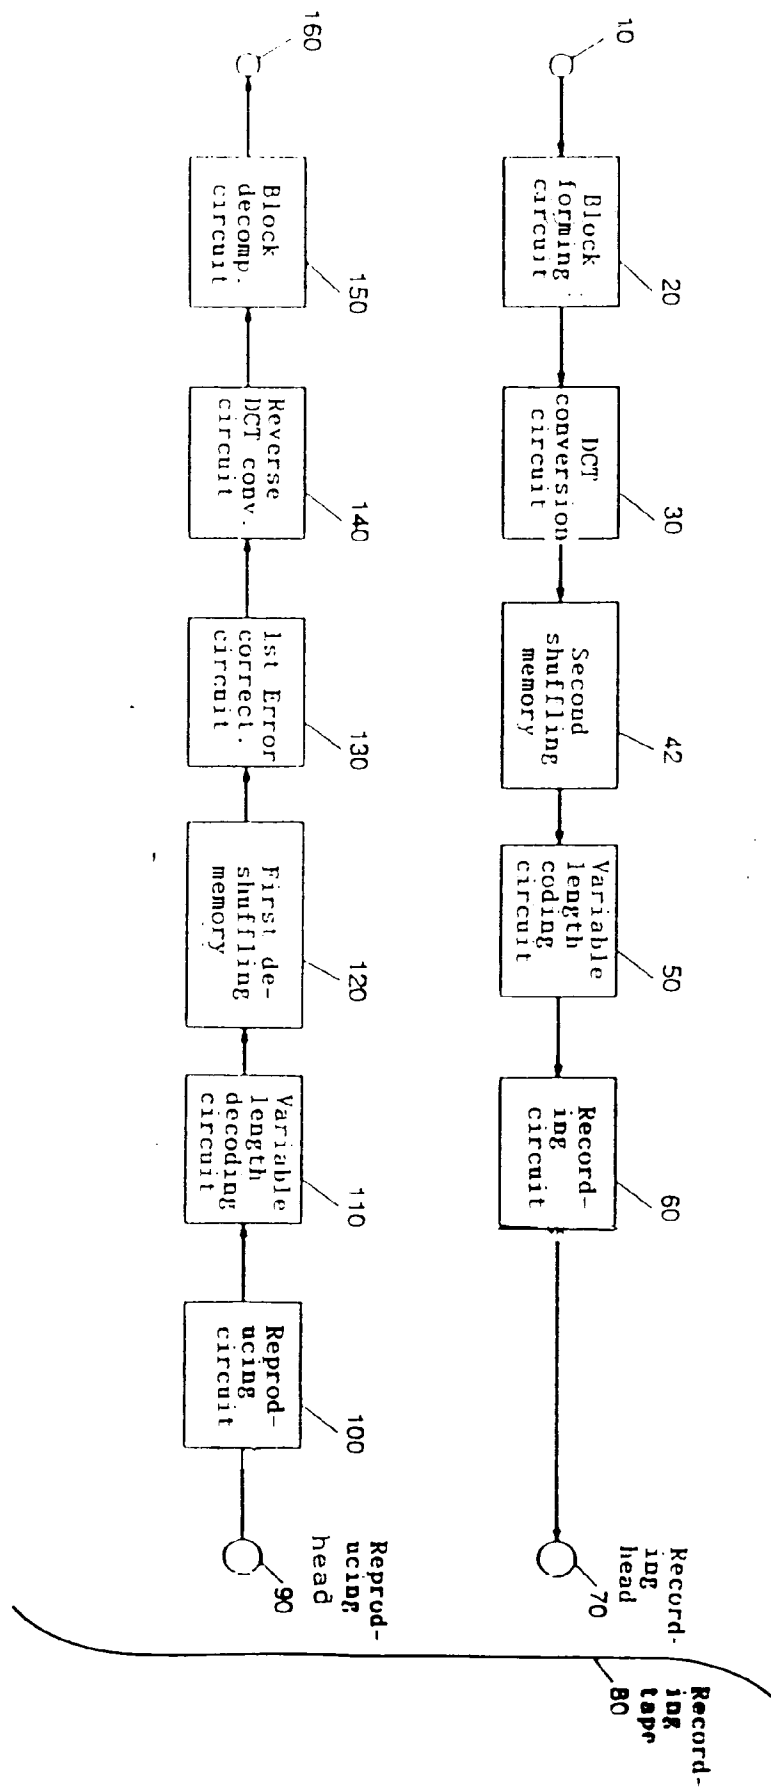 10
Block
forming
circuit
20
DCT
conversion
circuit
30
Second
shuffling
memory
42
Variable
length
coding
circuit
50
Record-
ing
circuit
60
Record-
ing
head
70
Record-
ing
tape
80
160
Block
decomp.
circuit
150
Reverse
DCT conv.
circuit
140
1st Error
correct.
circuit
130
First de-
shuffling
memory
120
Variable
length
decoding
circuit
110
Reprod-
ucing
circuit
100
Reprod-
ucing
head
90